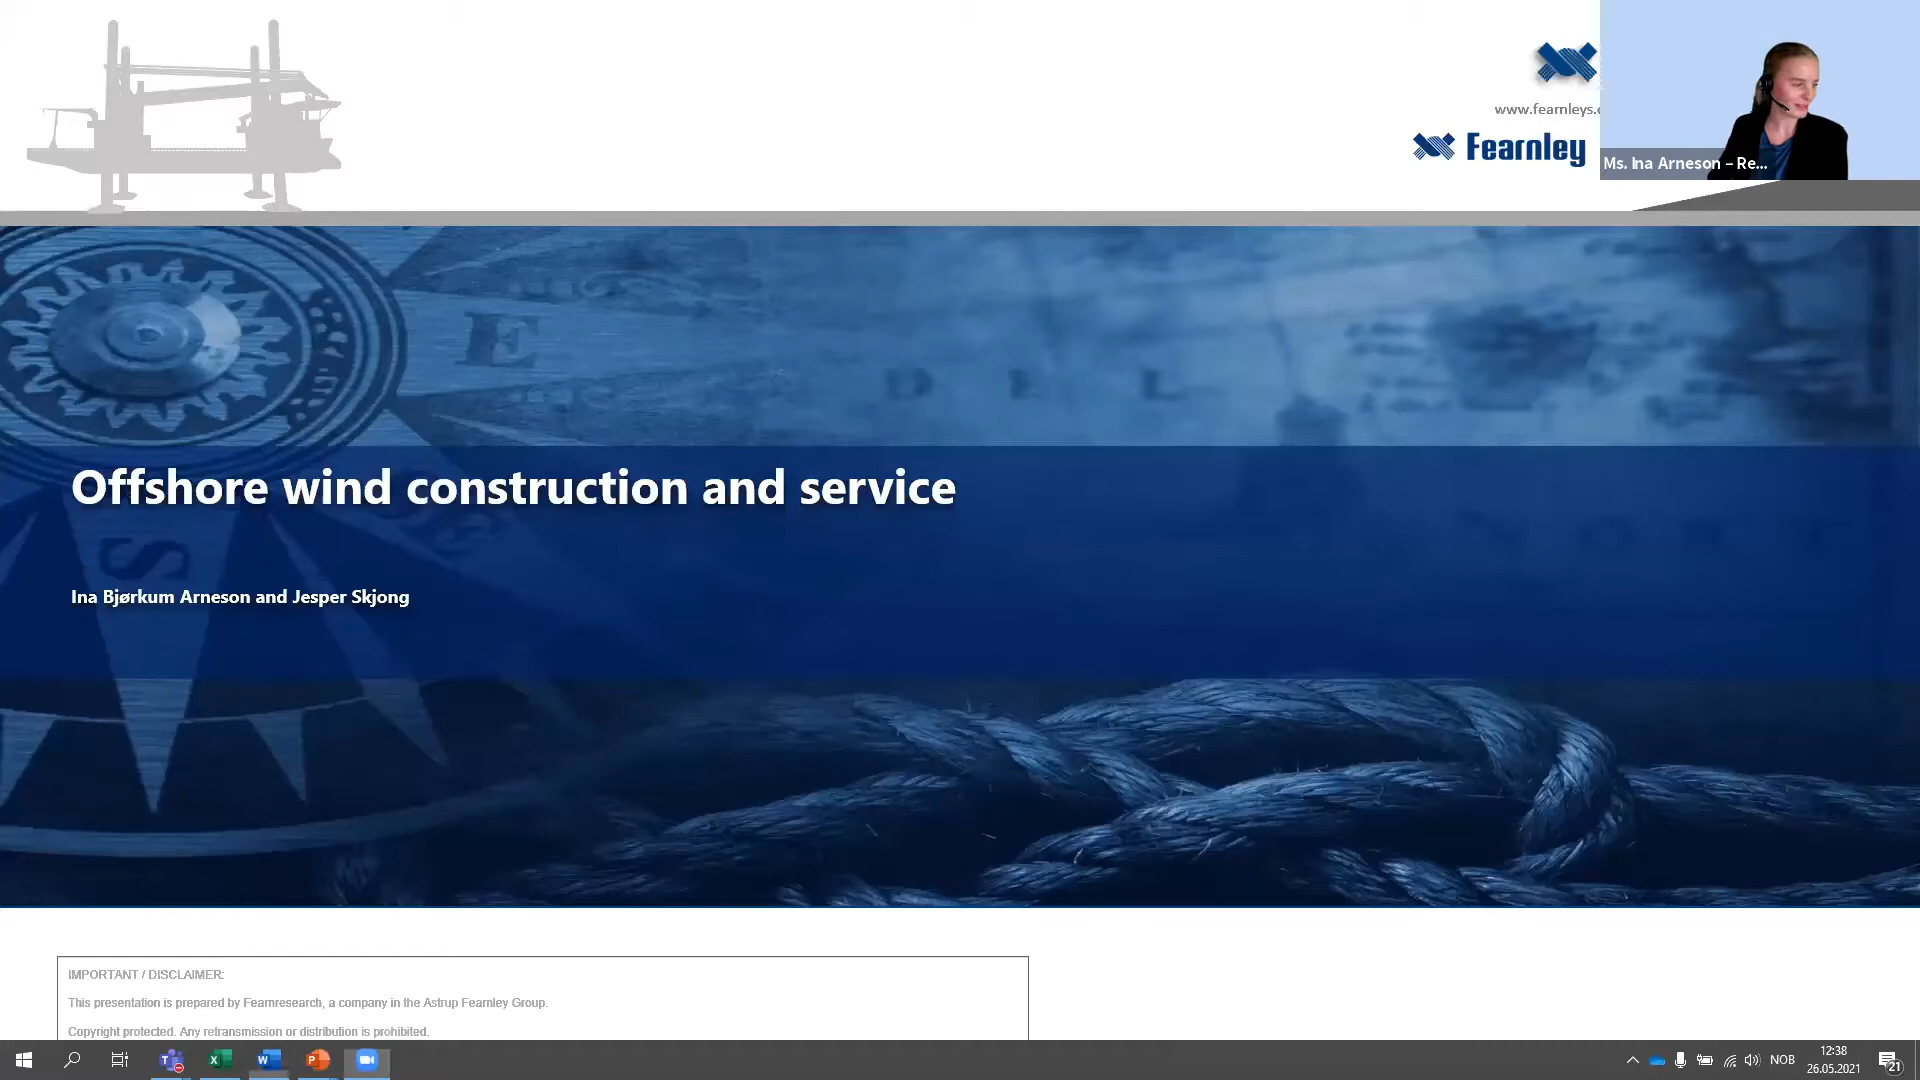 www.fearnleys.
Fearnley
Ms. Ina Arneson – Re...
E
DEL
S
Offshore wind construction and service
Ina Bjørkum Arneson and Jesper Skjong
IMPORTANT / DISCLAIMER:
This presentation is prepared by Fearnresearch, a company in the Astrup Fearnley Group.
Copyright protected. Any retransmission or distribution is prohibited.
NOB
12:38
26.05.2021
21